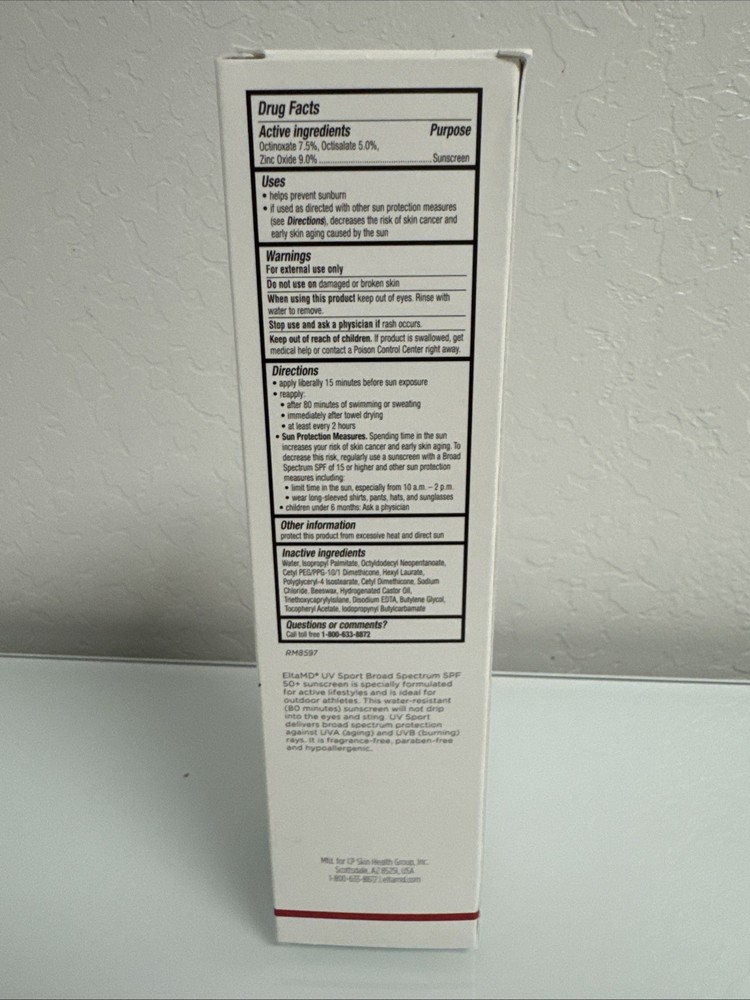 Drug Facts
Active ingredients Purpose
Octinoxate 7.5%, Octisalate 5.0%,
Zinc Oxide 9.0% Sunscreen
Uses
• helps prevent sunburn
• if used as directed with other sun protection measures
(see Directions), decreases the risk of skin cancer and
early skin aging caused by the sun
Warnings
For external use only
Do not use on damaged or broken skin
When using this product keep out of eyes. Rinse with
water to remove.
Stop use and ask a physician if rash occurs.
Keep out of reach of children. If product is swallowed, get
medical help or contact a Poison Control Center right away.
Directions
• apply liberally 15 minutes before sun exposure
• reapply:
• after 80 minutes of swimming or sweating
• immediately after towel drying
• at least every 2 hours
• Sun Protection Measures. Spending time in the sun
increases your risk of skin cancer and early skin aging. To
decrease this risk, regularly use a sunscreen with a Broad
Spectrum SPF of 15 or higher and other sun protection
measures including:
• limit time in the sun, especially from 10 a.m. – 2 p.m.
• wear long-sleeved shirts, pants, hats, and sunglasses
• children under 6 months: Ask a physician
Other information
protect this product from excessive heat and direct sun
Inactive ingredients
Water, Isopropyl Palmitate, Octyldodecyl Neopentanoate,
Cetyl PEG/PPG-10/1 Dimethicone, Hexyl Laurate,
Polyglyceryl-4 Isostearate, Cetyl Dimethicone, Sodium
Chloride, Beeswax, Hydrogenated Castor Oil,
Triethoxycaprylylsilane, Disodium EDTA, Butylene Glycol,
Tocopheryl Acetate, Iodopropynyl Butylcarbamate
Questions or comments?
Call toll free 1-800-633-8872
RM8597
EltaMD® UV Sport Broad Spectrum SPF
50+ sunscreen is specially formulated
for active lifestyles and is ideal for
outdoor athletes. This water-resistant
(80 minutes) sunscreen will not drip
into the eyes and sting. UV Sport
delivers broad spectrum protection
against UVA (aging) and UVB (burning)
rays. It is fragrance-free, paraben-free
and hypoallergenic.
Mfd. for CP Skin Health Group, Inc.
Scottsdale, AZ 85251, USA
1-800-633-8872 | eltamd.com